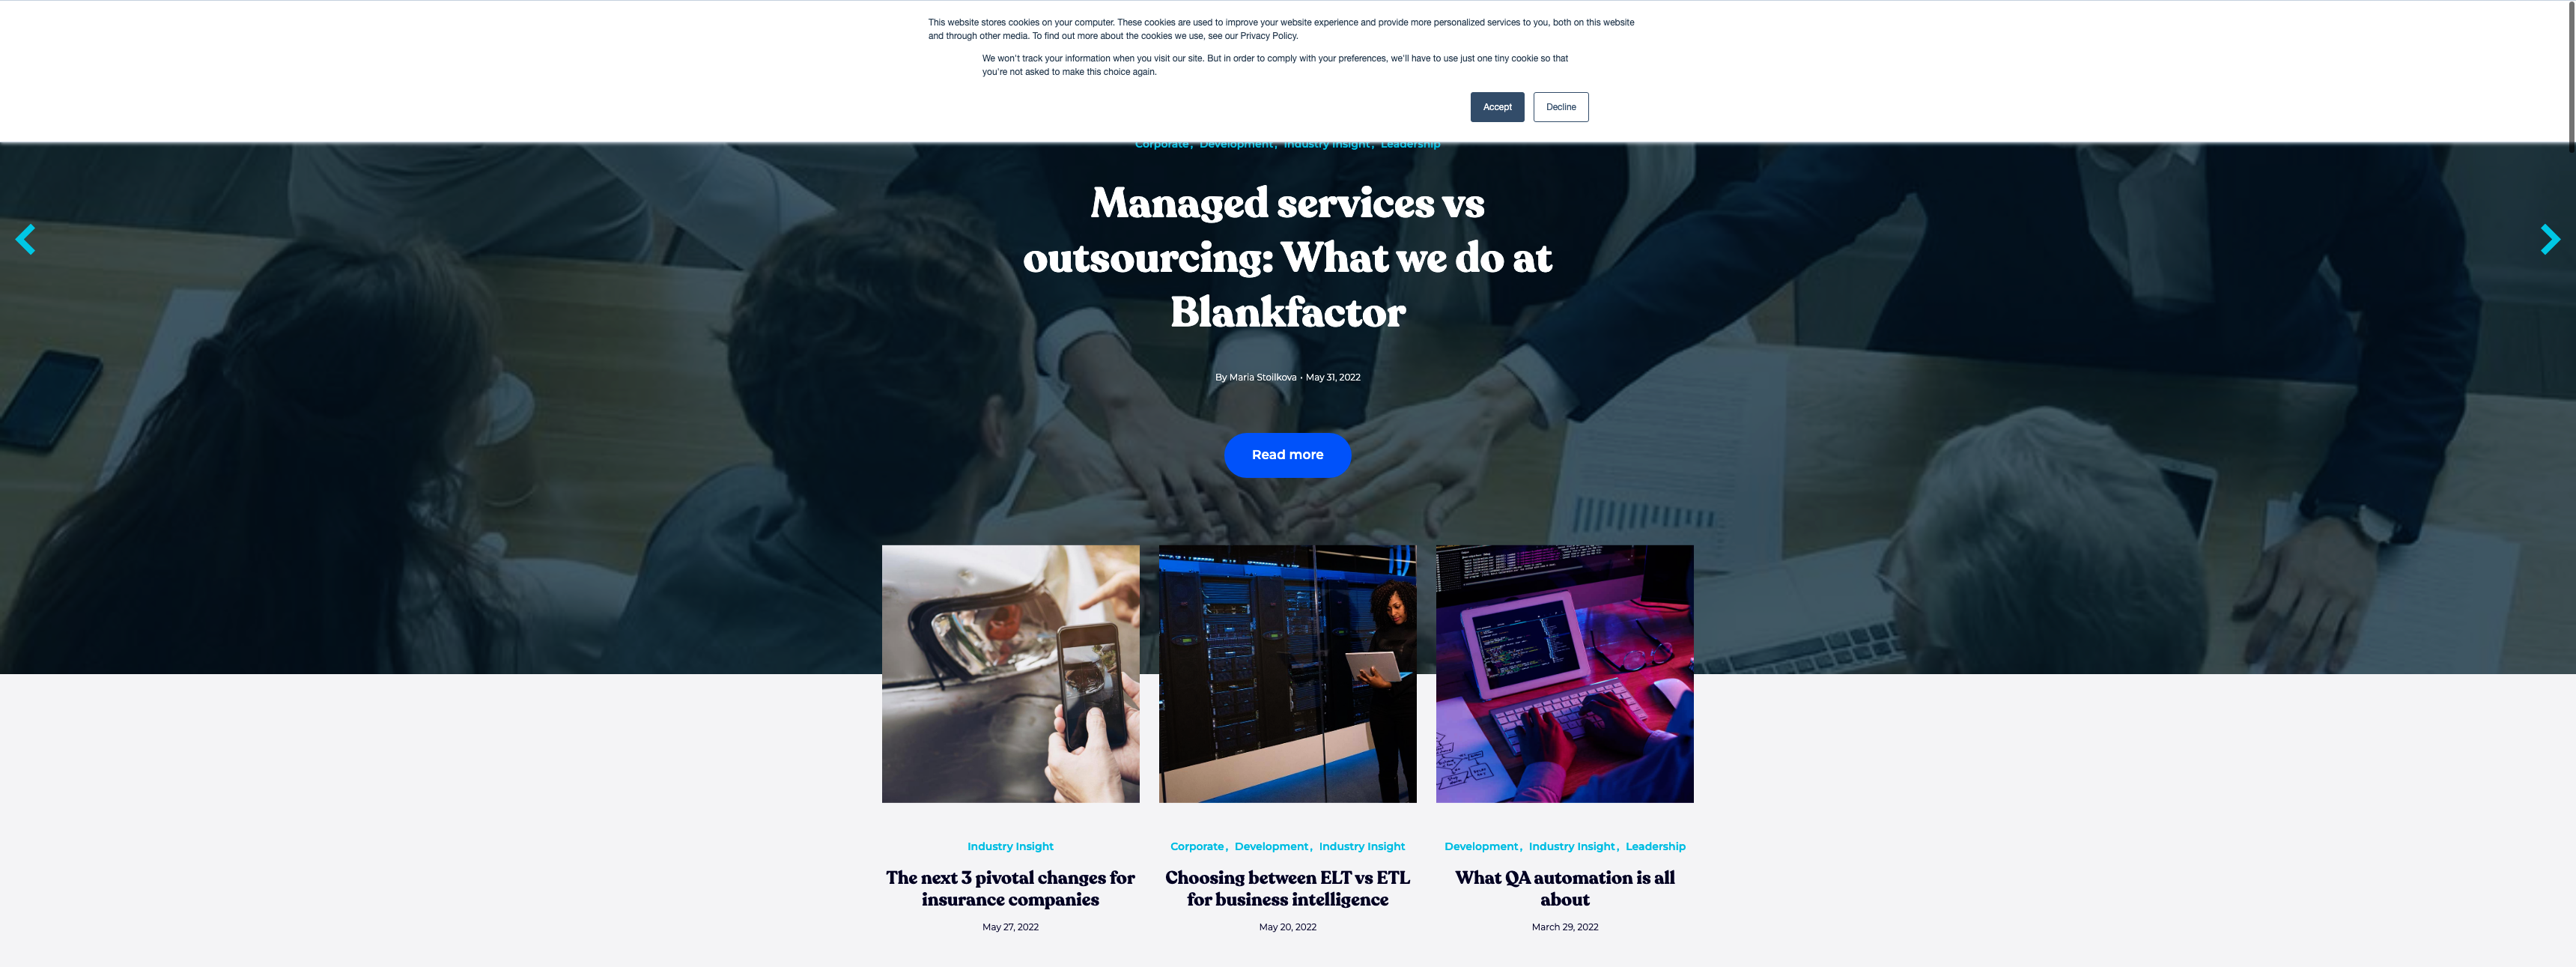 This website stores cookies on your computer. These cookies are used to improve your website experience and provide more personalized services to you, both on this website
and through other media. To find out more about the cookies we use, see our Privacy Policy.
We won't track your information when you visit our site. But in order to comply with your preferences, we'll have to use just one tiny cookie so that
you're not asked to make this choice again.
Accept
Decline
Corporate, Development, Industry Insight, Leadership
Managed services vs
outsourcing: What we do at
Blankfactor
By Maria Stoilkova • May 31, 2022
Read more
Industry Insight
The next 3 pivotal changes for
insurance companies
May 27, 2022
Corporate, Development, Industry Insight
Choosing between ELT vs ETL
for business intelligence
May 20, 2022
Development, Industry Insight, Leadership
What QA automation is all
about
March 29, 2022